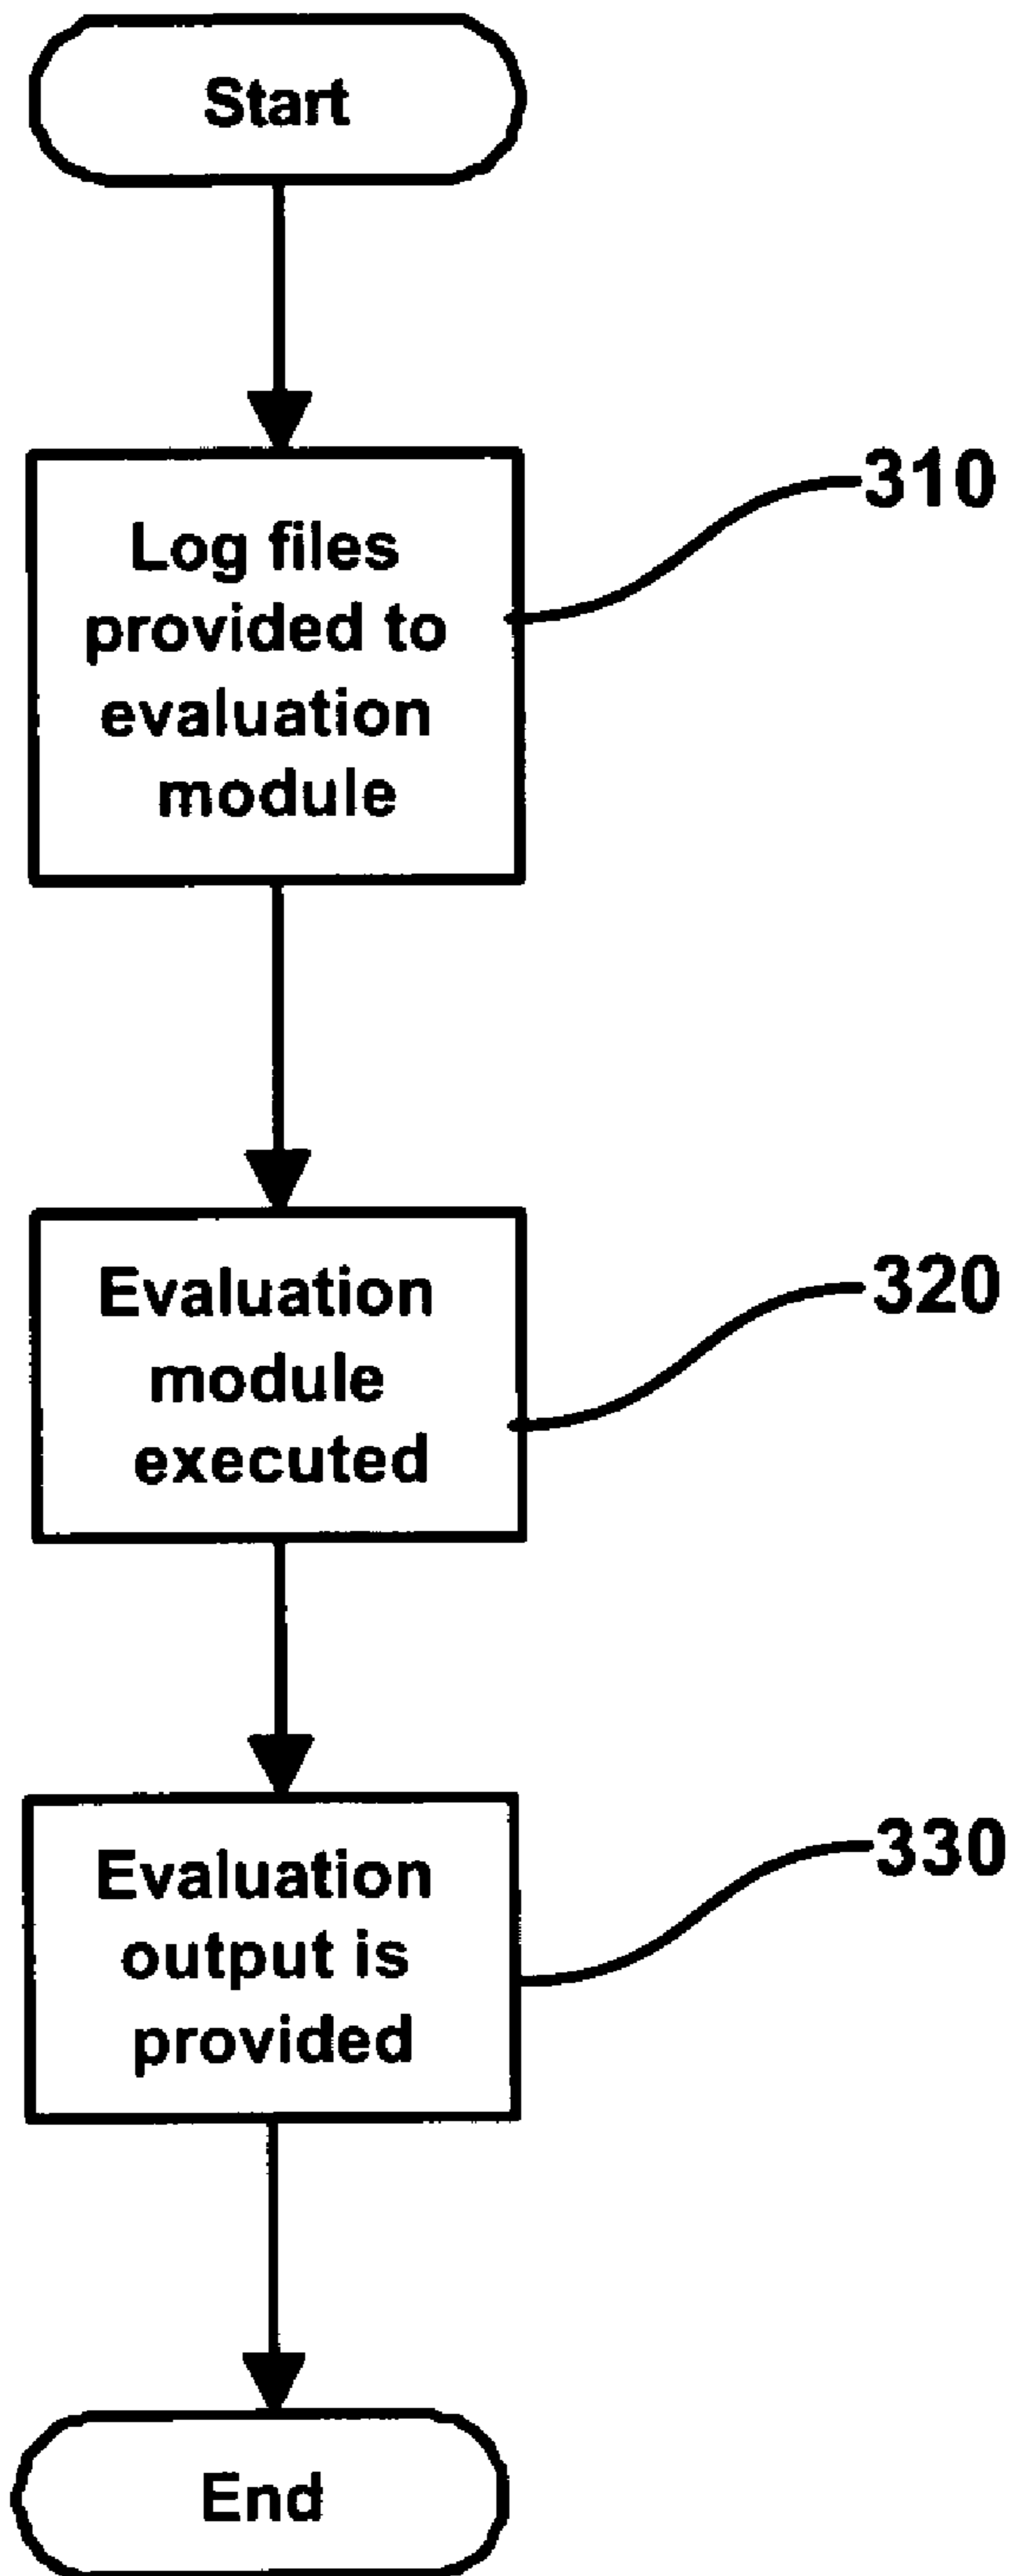 Start
Log files
provided to
evaluation
module
310
Evaluation
module
executed
320
Evaluation
output is
provided
330
End